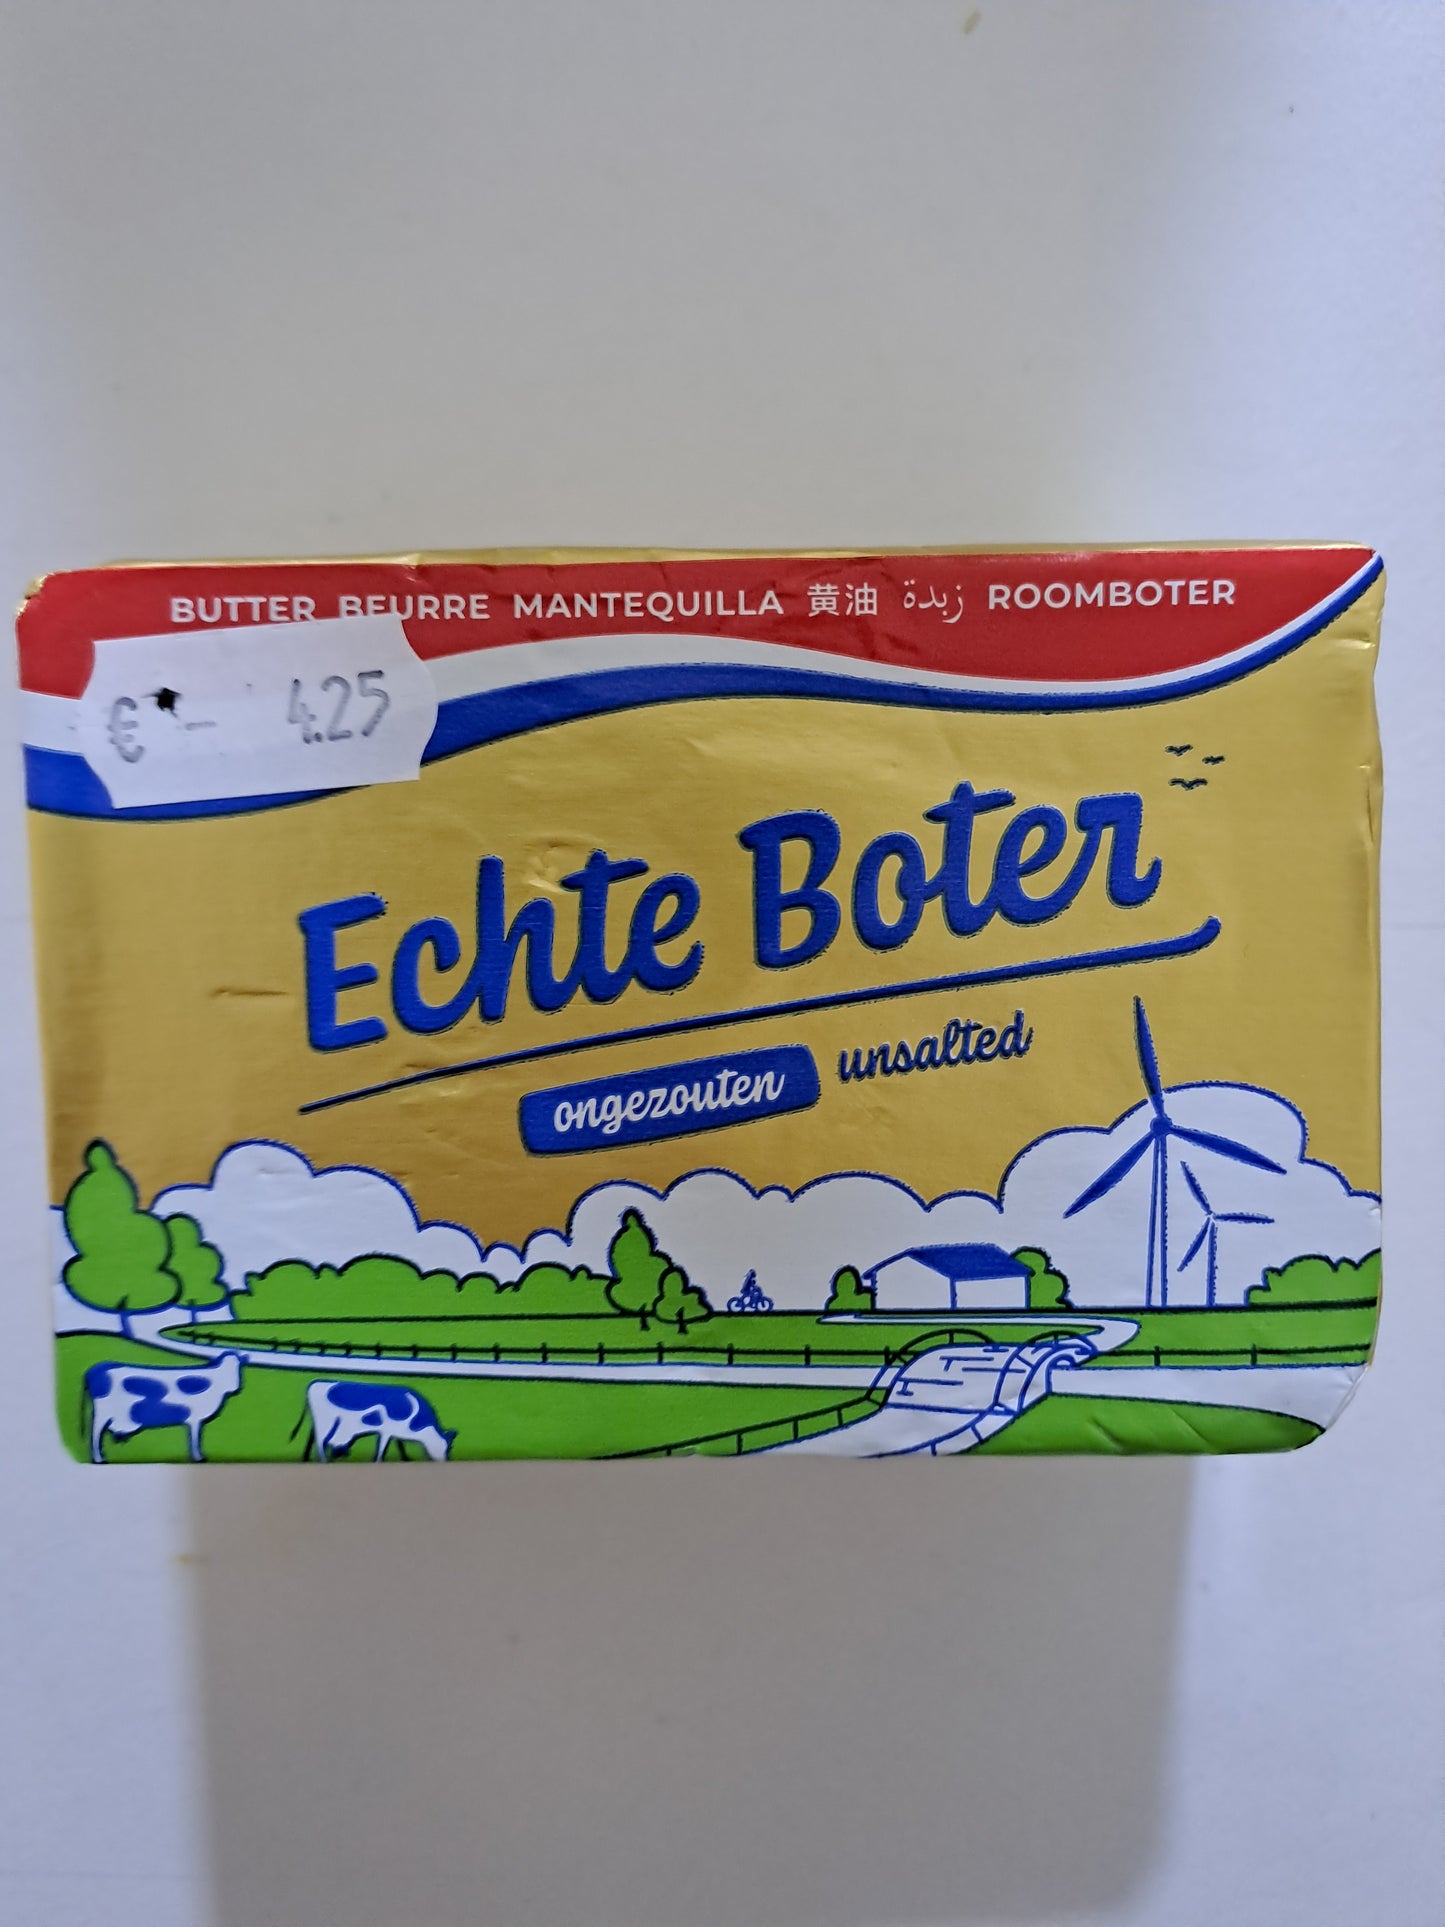 BUTTER BEURRE MANTEQUILLA 黄油 زبدة ROOMBOTER
€ - 4.25
Echte Boter
ongezouten unsalted